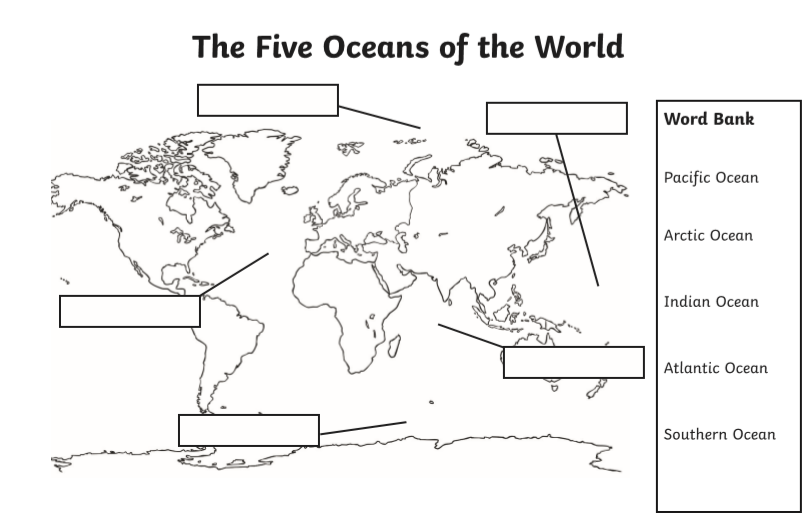 The Five Oceans of the World
Word Bank
Pacific Ocean
Arctic Ocean
Indian Ocean
Atlantic Ocean
Southern Ocean